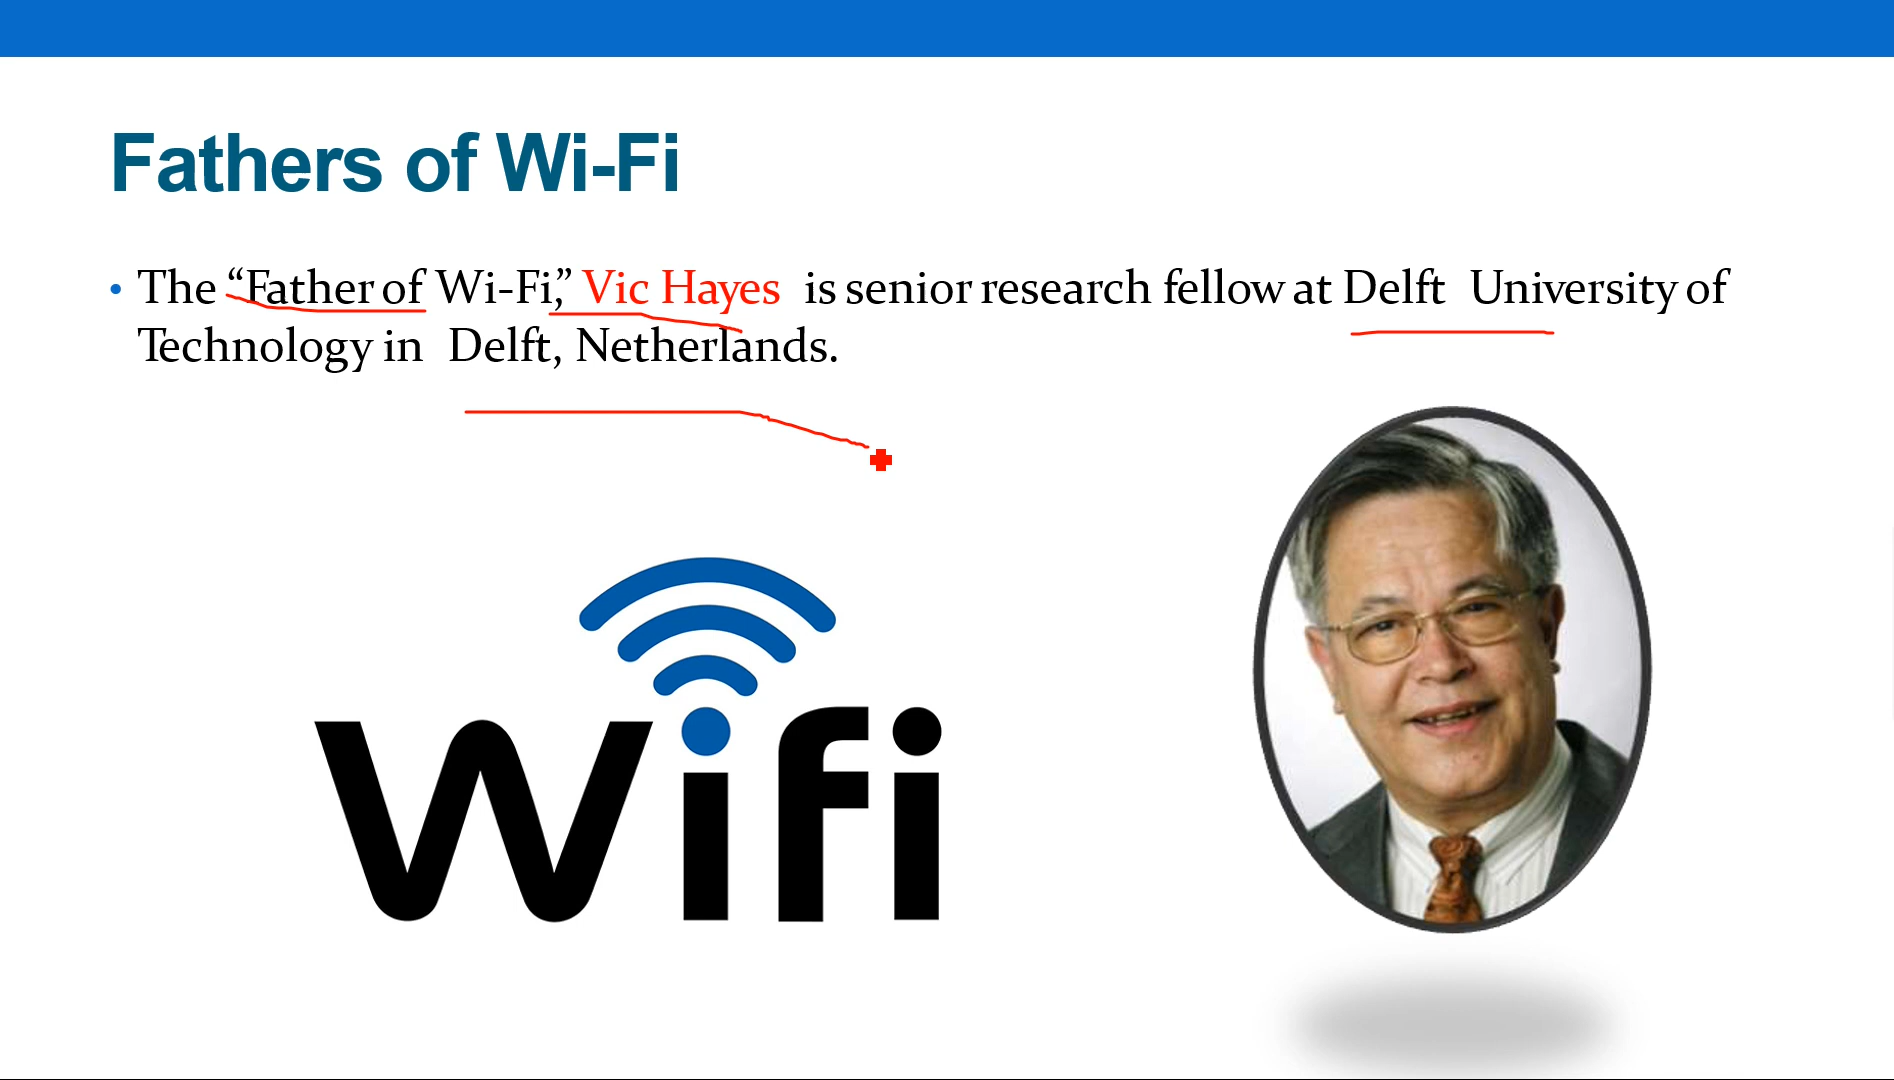 Fathers of Wi-Fi
• The “Father of Wi-Fi,” Vic Hayes is senior research fellow at Delft University of
Technology in Delft, Netherlands.
Wifi